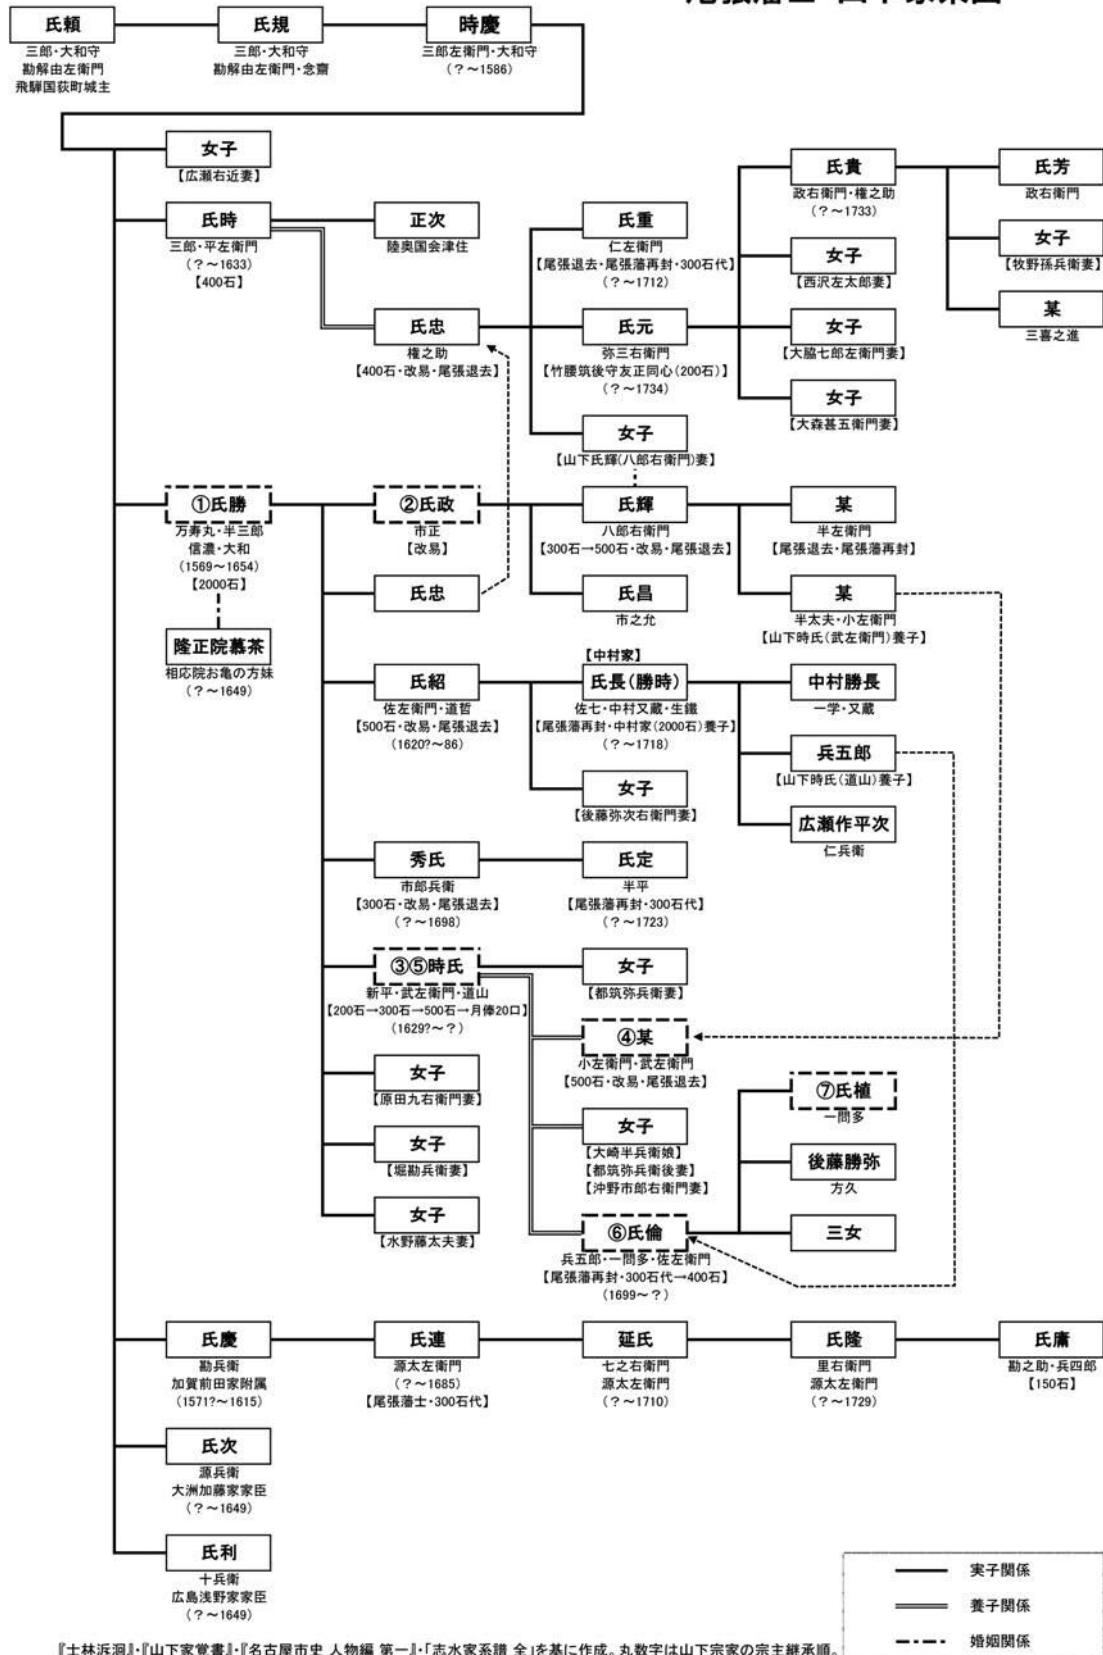 氏頼
三郎・大和守
勘解由左衛門
飛騨国荻町城主
氏規
三郎・大和守
勘解由左衛門・念齋
時慶
三郎左衛門・大和守
(？～1586)
女子
【広瀬右近妻】
氏時
三郎・平左衛門
(？～1633)
【400石】
正次
陸奥国会津住
氏忠
権之助
【400石・改易・尾張退去】
氏重
仁左衛門
【尾張退去・尾張藩再封・300石代】
(？～1712)
氏元
弥三右衛門
【竹腰筑後守友正同心(200石)】
(？～1734)
女子
【山下氏輝(八郎右衛門)妻】
氏貴
政右衛門・権之助
(？～1733)
女子
【西沢左太郎妻】
女子
【大脇七郎左衛門妻】
女子
【大森甚五衛門妻】
氏芳
政右衛門
女子
【牧野孫兵衛妻】
某
三喜之進
①氏勝
万寿丸・半三郎
信濃・大和
(1569～1654)
【2000石】
隆正院慕茶
相応院お亀の方妹
(？～1649)
②氏政
市正
【改易】
氏忠
氏輝
八郎右衛門
【300石→500石・改易・尾張退去】
氏昌
市之允
某
半左衛門
【尾張退去・尾張藩再封】
某
半太夫・小左衛門
【山下時氏(武左衛門)養子】
氏紹
佐左衛門・道哲
【500石・改易・尾張退去】
(1620?～86)
【中村家】
氏長(勝時)
佐七・中村又蔵・生鐵
【尾張藩再封・中村家(2000石)養子】
(？～1718)
女子
【後藤弥次右衛門妻】
中村勝長
一学・又蔵
兵五郎
【山下時氏(道山)養子】
広瀬作平次
仁兵衛
秀氏
市郎兵衛
【300石・改易・尾張退去】
(？～1698)
氏定
半平
【尾張藩再封・300石代】
(？～1723)
③⑤時氏
新平・武左衛門・道山
【200石→300石→500石→月俸20口】
(1629?～？)
女子
【都筑弥兵衛妻】
④某
小左衛門・武左衛門
【500石・改易・尾張退去】
女子
【原田九右衛門妻】
女子
【堀勘兵衛妻】
女子
【水野藤太夫妻】
女子
【大崎半兵衛娘】
【都筑弥兵衛後妻】
【沖野市郎右衛門妻】
⑥氏倫
兵五郎・一問多・佐左衛門
【尾張藩再封・300石代→400石】
(1699～？)
⑦氏植
一問多
後藤勝弥
方久
三女
氏慶
勘兵衛
加賀前田家附属
(1571?～1615)
氏連
源太左衛門
(？～1685)
【尾張藩士・300石代】
延氏
七之右衛門
源太左衛門
(？～1710)
氏隆
里右衛門
源太左衛門
(？～1729)
氏庸
勘之助・兵四郎
【150石】
氏次
源兵衛
大洲加藤家家臣
(？～1649)
氏利
十兵衛
広島浅野家家臣
(？～1649)
実子関係
養子関係
婚姻関係
『士林泝洄』・『山下家覚書』・『名古屋市史 人物編 第一』・「志水家系譜 全」を基に作成。丸数字は山下宗家の宗主継承順。